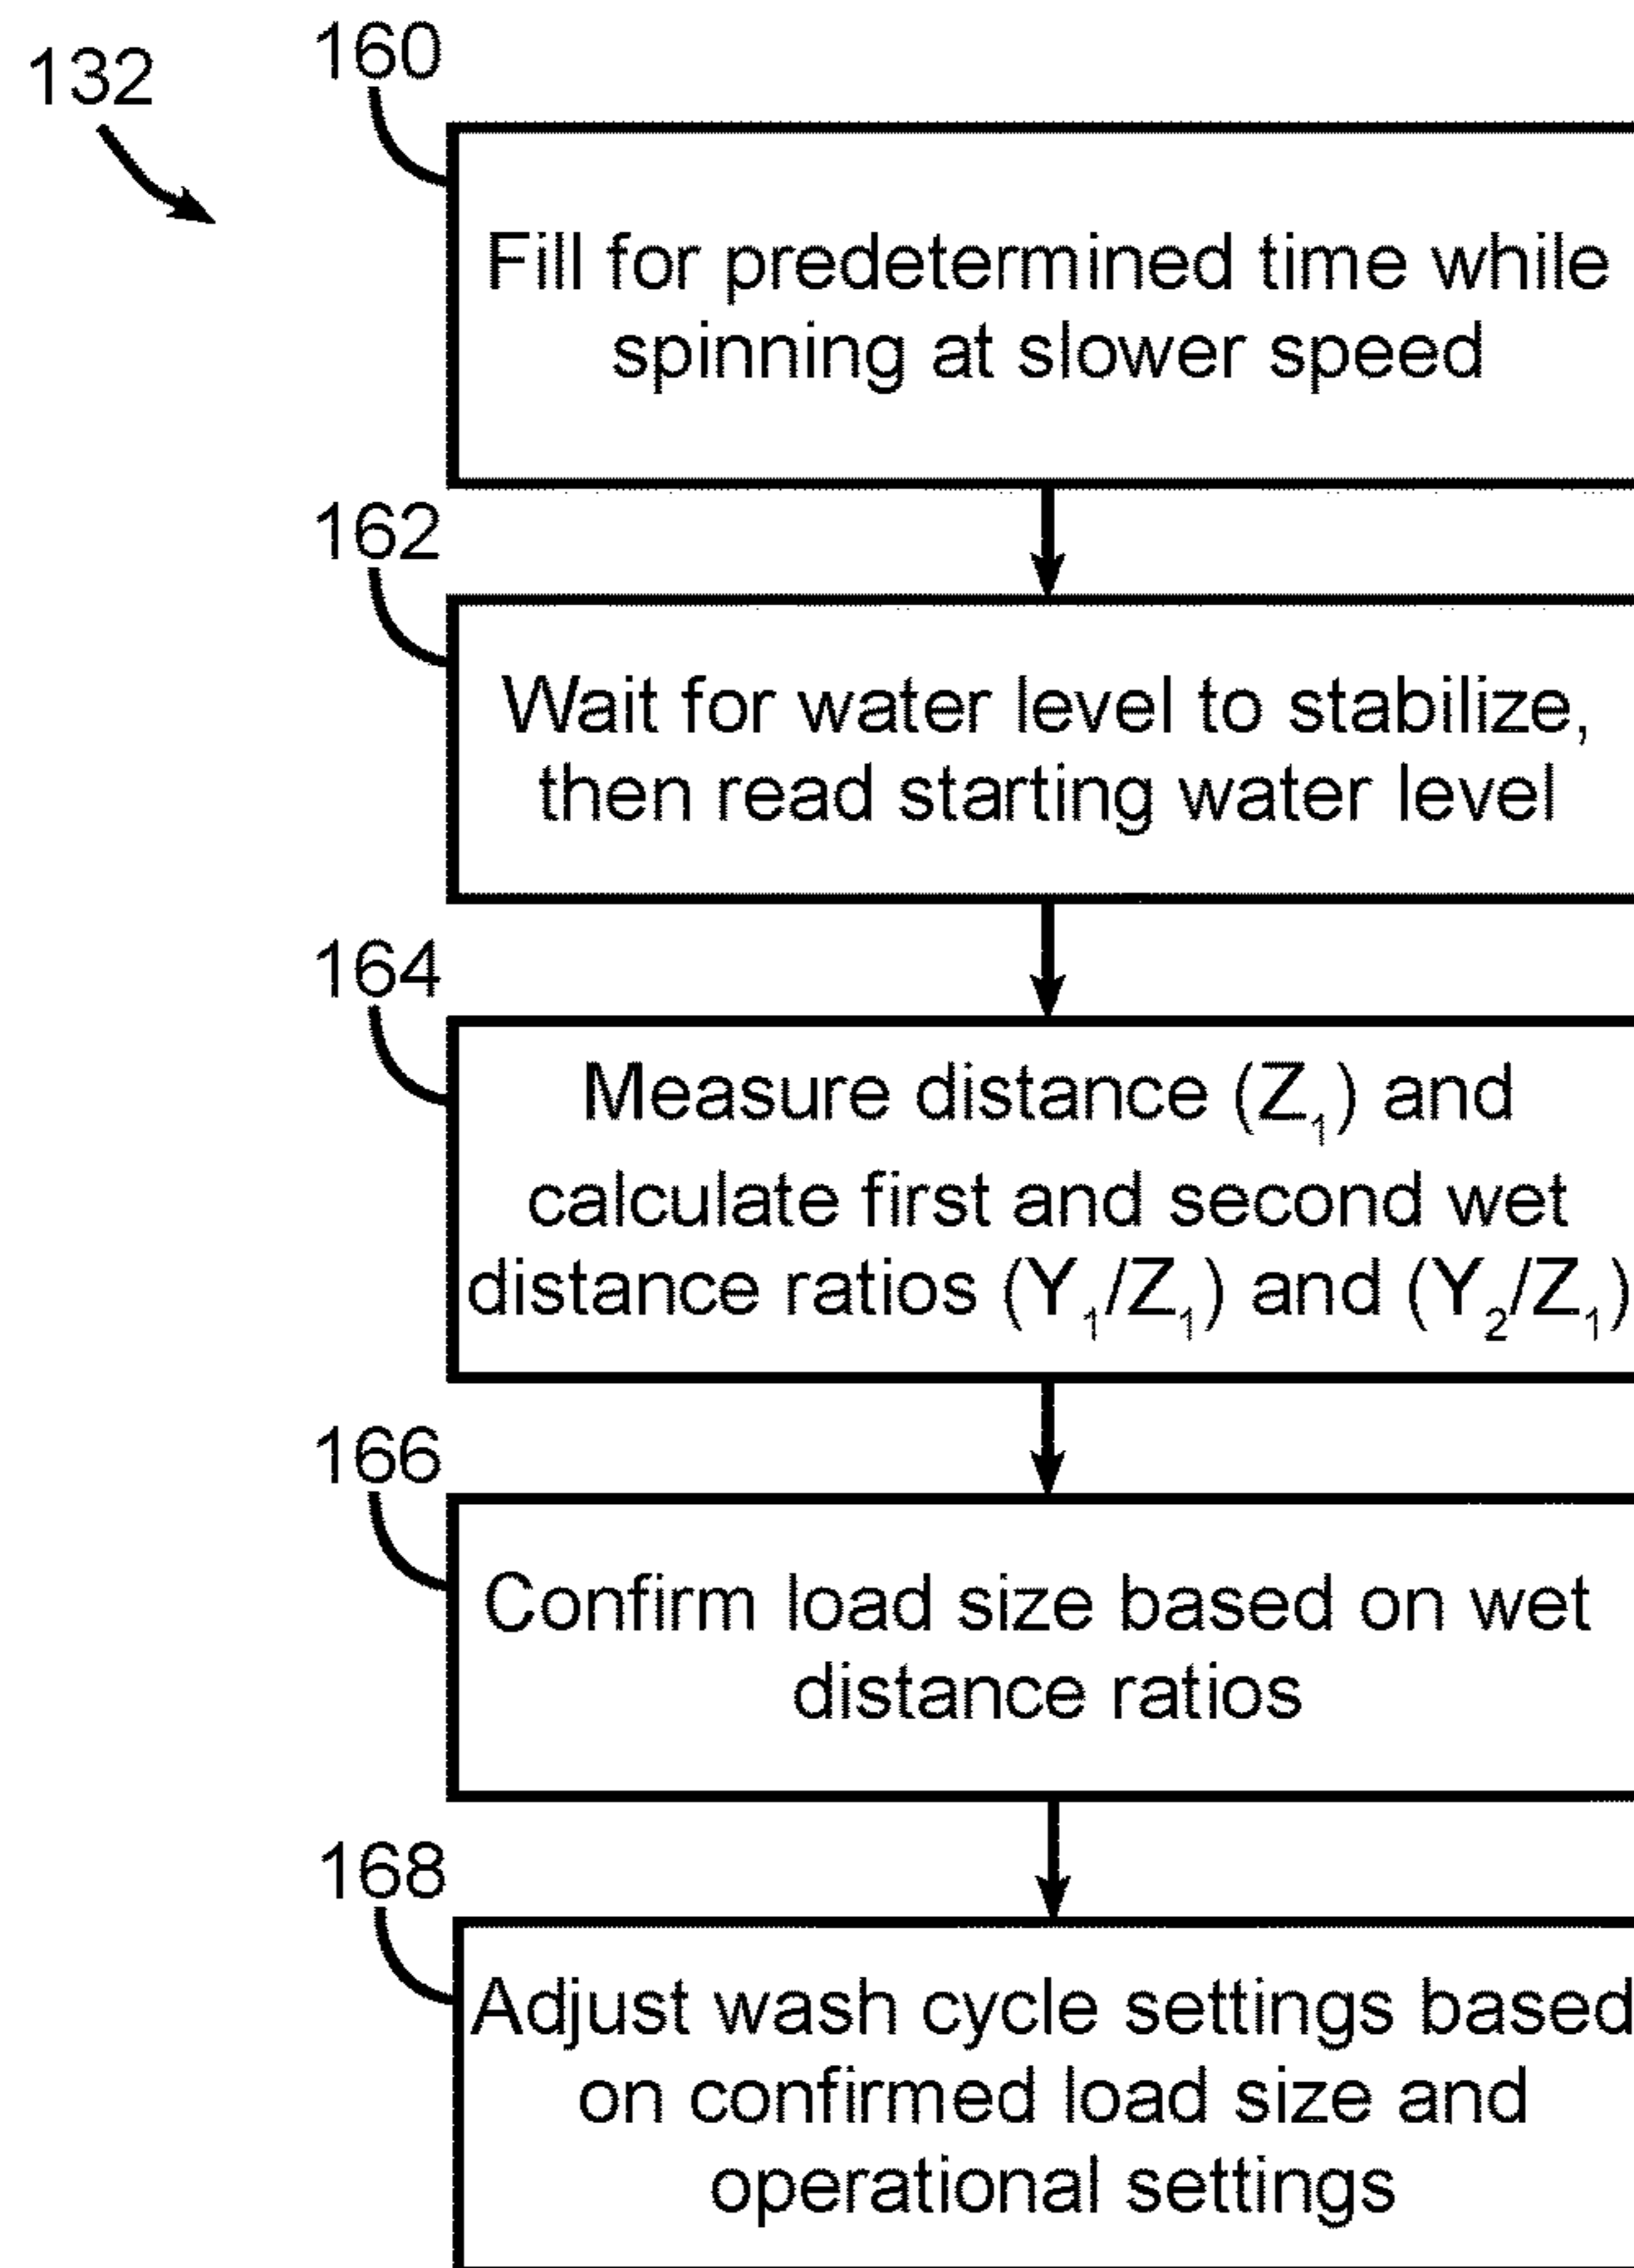 132
160
Fill for predetermined time while
spinning at slower speed
162
Wait for water level to stabilize,
then read starting water level
164
Measure distance (Z₁) and
calculate first and second wet
distance ratios (Y₁/Z₁) and (Y₂/Z₁)
166
Confirm load size based on wet
distance ratios
168
Adjust wash cycle settings based
on confirmed load size and
operational settings